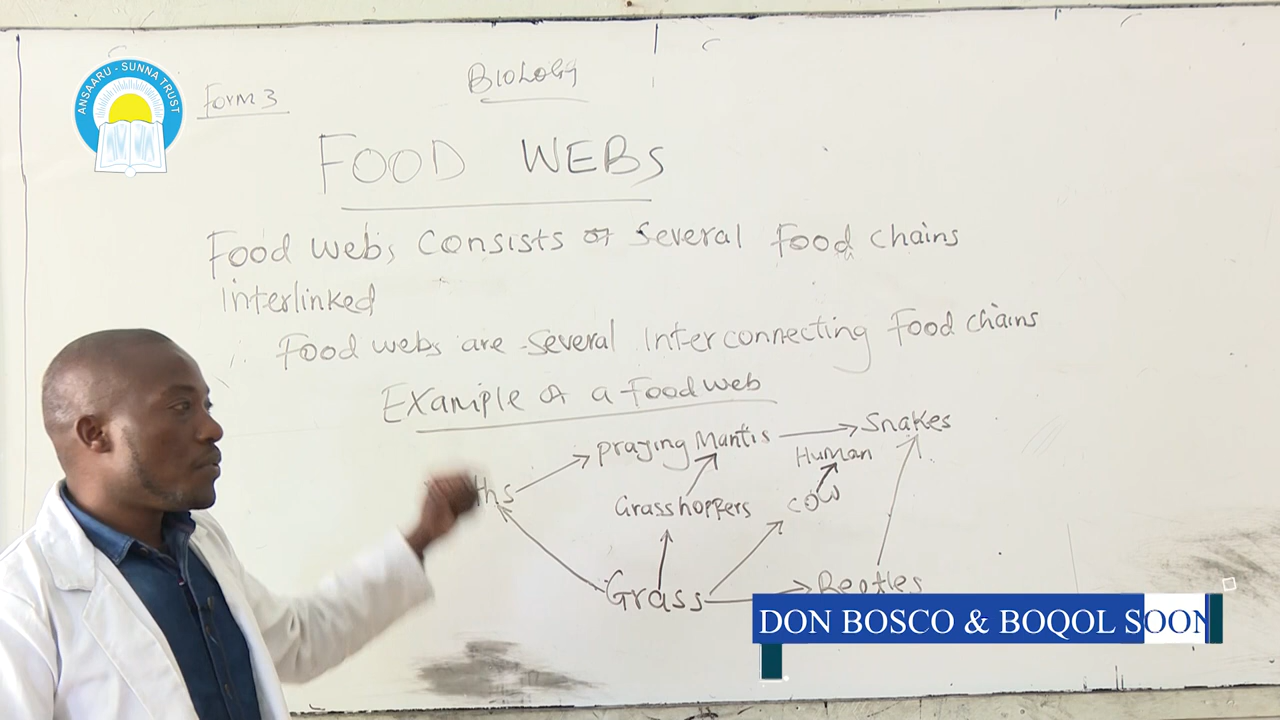 ANSAARU - SUNNA TRUST
Form 3
BIOLOGY
FOOD WEBS
Food webs consists of several food chains
interlinked
∴ Food webs are several interconnecting food chains
Example of a food web
praying Mantis → Snakes
Human
Grasshoppers cow
Grass Beetles
DON BOSCO & BOQOL SOON